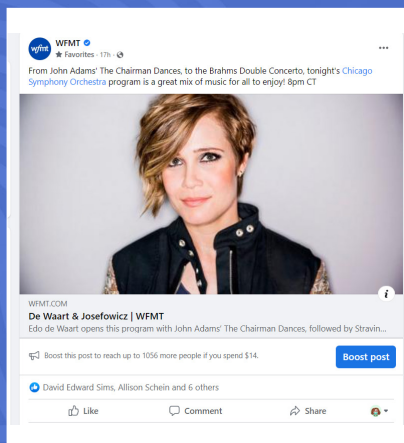 wfmt
WFMT
Favorites · 17h ·
From John Adams' The Chairman Dances, to the Brahms Double Concerto, tonight's Chicago
Symphony Orchestra program is a great mix of music for all to enjoy! 8pm CT
i
WFMT.COM
De Waart & Josefowicz | WFMT
Edo de Waart opens this program with John Adams' The Chairman Dances, followed by Stravin...
Boost this post to reach up to 1056 more people if you spend $14.
Boost post
David Edward Sims, Allison Schein and 6 others
Like Comment Share